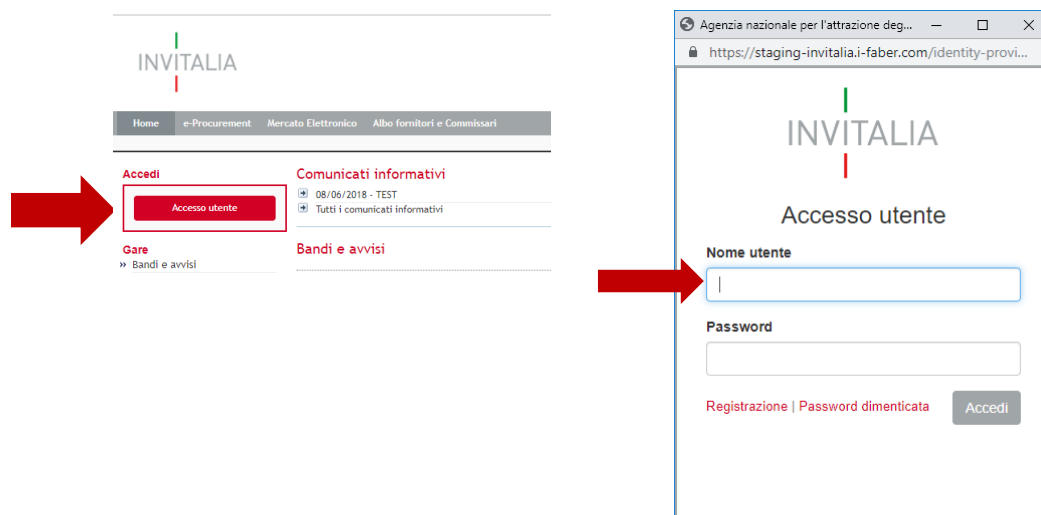 INVITALIA
Home e-Procurement Mercato Elettronico Albo fornitori e Commissari
Accedi
Accesso utente
Gare
» Bandi e avvisi
Comunicati informativi
08/06/2018 - TEST
Tutti i comunicati informativi
Bandi e avvisi
Agenzia nazionale per l'attrazione deg...
https://staging-invitalia.i-faber.com/identity-provi...
INVITALIA
Accesso utente
Nome utente
Password
Registrazione | Password dimenticata
Accedi